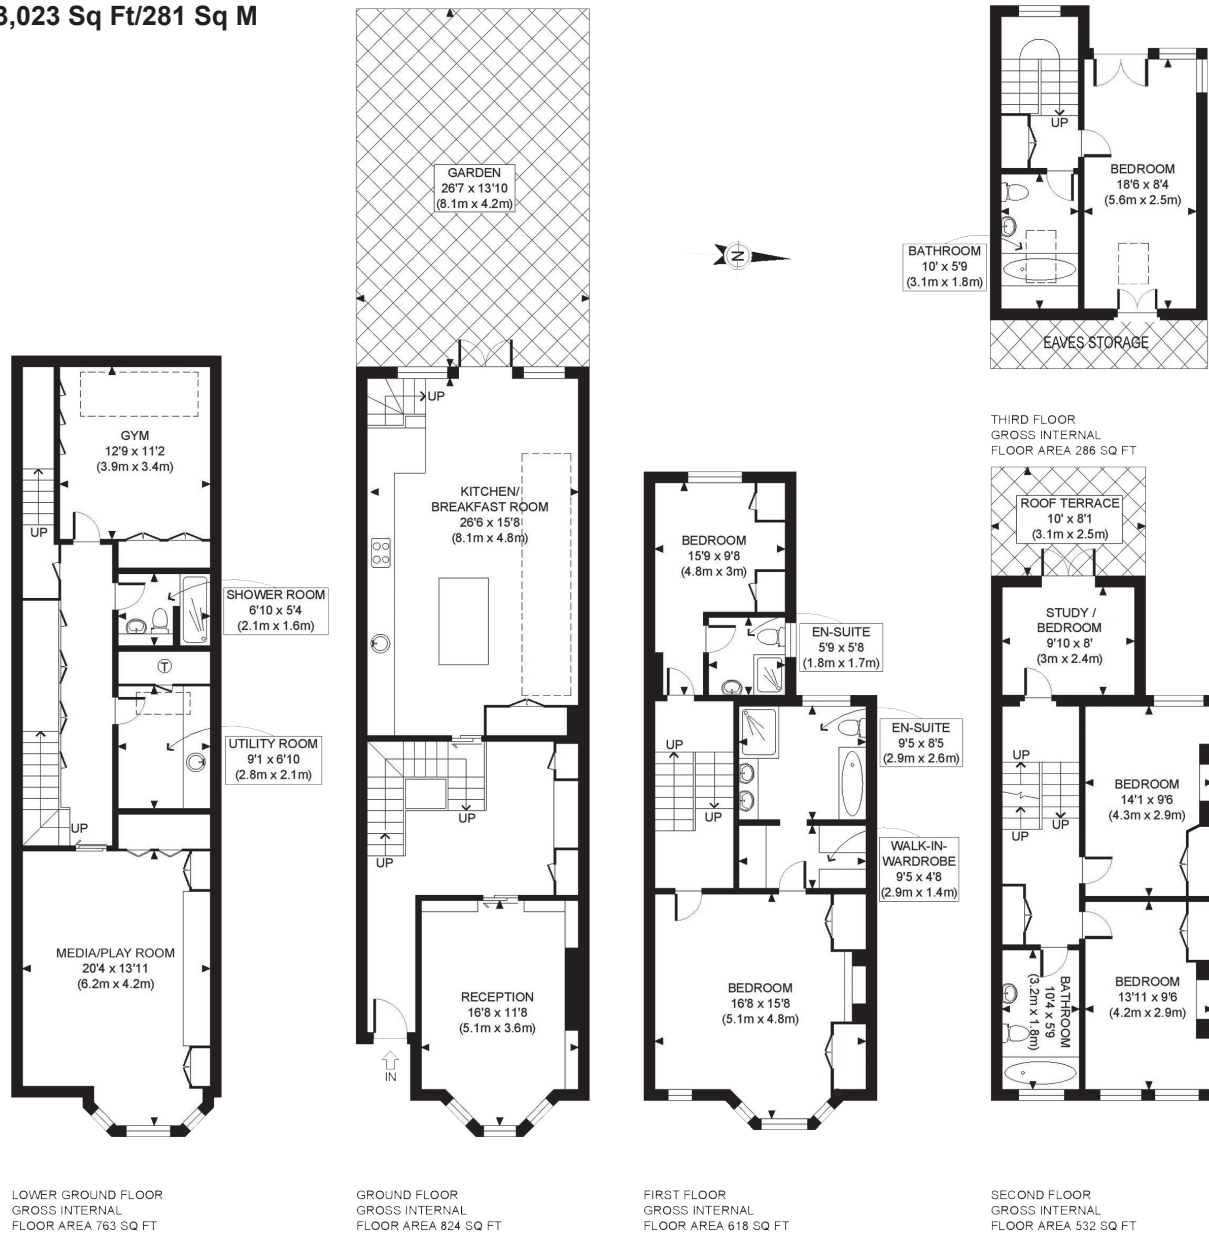 3,023 Sq Ft/281 Sq M
GARDEN
26'7 x 13'10
(8.1m x 4.2m)
N
UP
BEDROOM
18'6 x 8'4
(5.6m x 2.5m)
BATHROOM
10' x 5'9
(3.1m x 1.8m)
EAVES STORAGE
THIRD FLOOR
GROSS INTERNAL
FLOOR AREA 286 SQ FT
GYM
12'9 x 11'2
(3.9m x 3.4m)
UP
SHOWER ROOM
6'10 x 5'4
(2.1m x 1.6m)
T
UTILITY ROOM
9'1 x 6'10
(2.8m x 2.1m)
UP
MEDIA/PLAY ROOM
20'4 x 13'11
(6.2m x 4.2m)
LOWER GROUND FLOOR
GROSS INTERNAL
FLOOR AREA 763 SQ FT
UP
KITCHEN/
BREAKFAST ROOM
26'6 x 15'8
(8.1m x 4.8m)
UP
UP
RECEPTION
16'8 x 11'8
(5.1m x 3.6m)
IN
GROUND FLOOR
GROSS INTERNAL
FLOOR AREA 824 SQ FT
BEDROOM
15'9 x 9'8
(4.8m x 3m)
EN-SUITE
5'9 x 5'8
(1.8m x 1.7m)
EN-SUITE
9'5 x 8'5
(2.9m x 2.6m)
UP
UP
WALK-IN-
WARDROBE
9'5 x 4'8
(2.9m x 1.4m)
BEDROOM
16'8 x 15'8
(5.1m x 4.8m)
FIRST FLOOR
GROSS INTERNAL
FLOOR AREA 618 SQ FT
ROOF TERRACE
10' x 8'1
(3.1m x 2.5m)
STUDY /
BEDROOM
9'10 x 8'
(3m x 2.4m)
UP
UP
UP
BEDROOM
14'1 x 9'6
(4.3m x 2.9m)
BEDROOM
13'11 x 9'6
(4.2m x 2.9m)
BATHROOM
10'4 x 5'9
(3.2m x 1.8m)
SECOND FLOOR
GROSS INTERNAL
FLOOR AREA 532 SQ FT